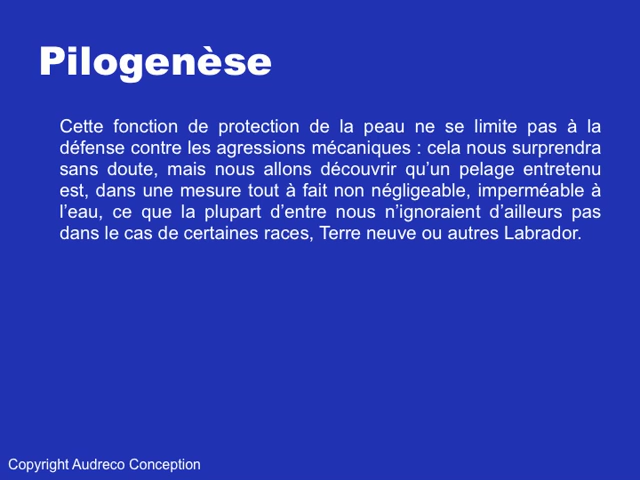 Pilogenèse
Cette fonction de protection de la peau ne se limite pas à la
défense contre les agressions mécaniques : cela nous surprendra
sans doute, mais nous allons découvrir qu’un pelage entretenu
est, dans une mesure tout à fait non négligeable, imperméable à
l’eau, ce que la plupart d’entre nous n’ignoraient d’ailleurs pas
dans le cas de certaines races, Terre neuve ou autres Labrador.
Copyright Audreco Conception